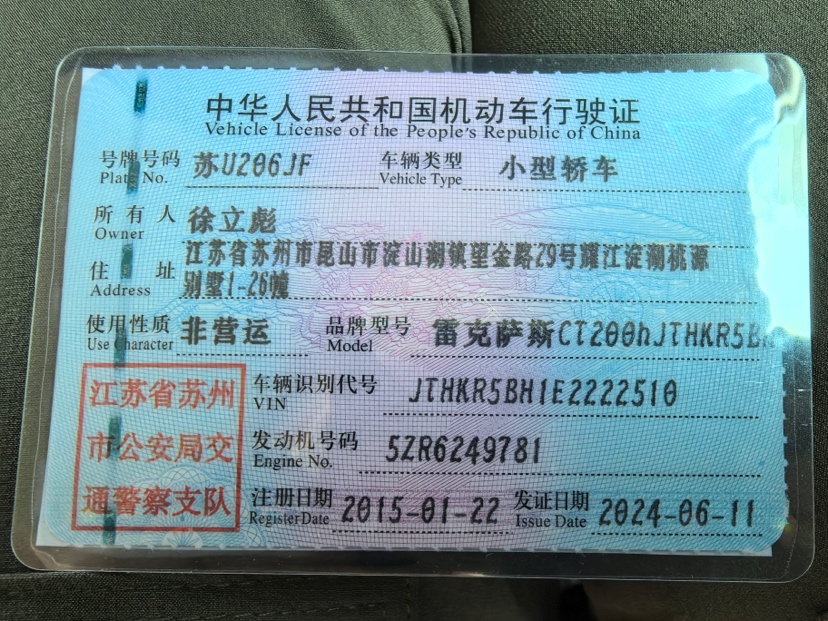 中华人民共和国机动车行驶证
Vehicle License of the People's Republic of China
号牌号码 苏U206JF 车辆类型 小型轿车
Plate No. Vehicle Type
所有人 徐立彪
Owner
住址 江苏省苏州市昆山市淀山湖镇望金路29号耀江淀澜桃源
Address 别墅1-26幢
使用性质 非营运 品牌型号 雷克萨斯CT200hJTHKR5B
Use Character Model
江苏省苏州
市公安局交
通警察支队
车辆识别代号 JTHKR5BH1E2222510
VIN
发动机号码 5ZR6249781
Engine No.
注册日期 2015-01-22 发证日期 2024-06-11
Register Date Issue Date